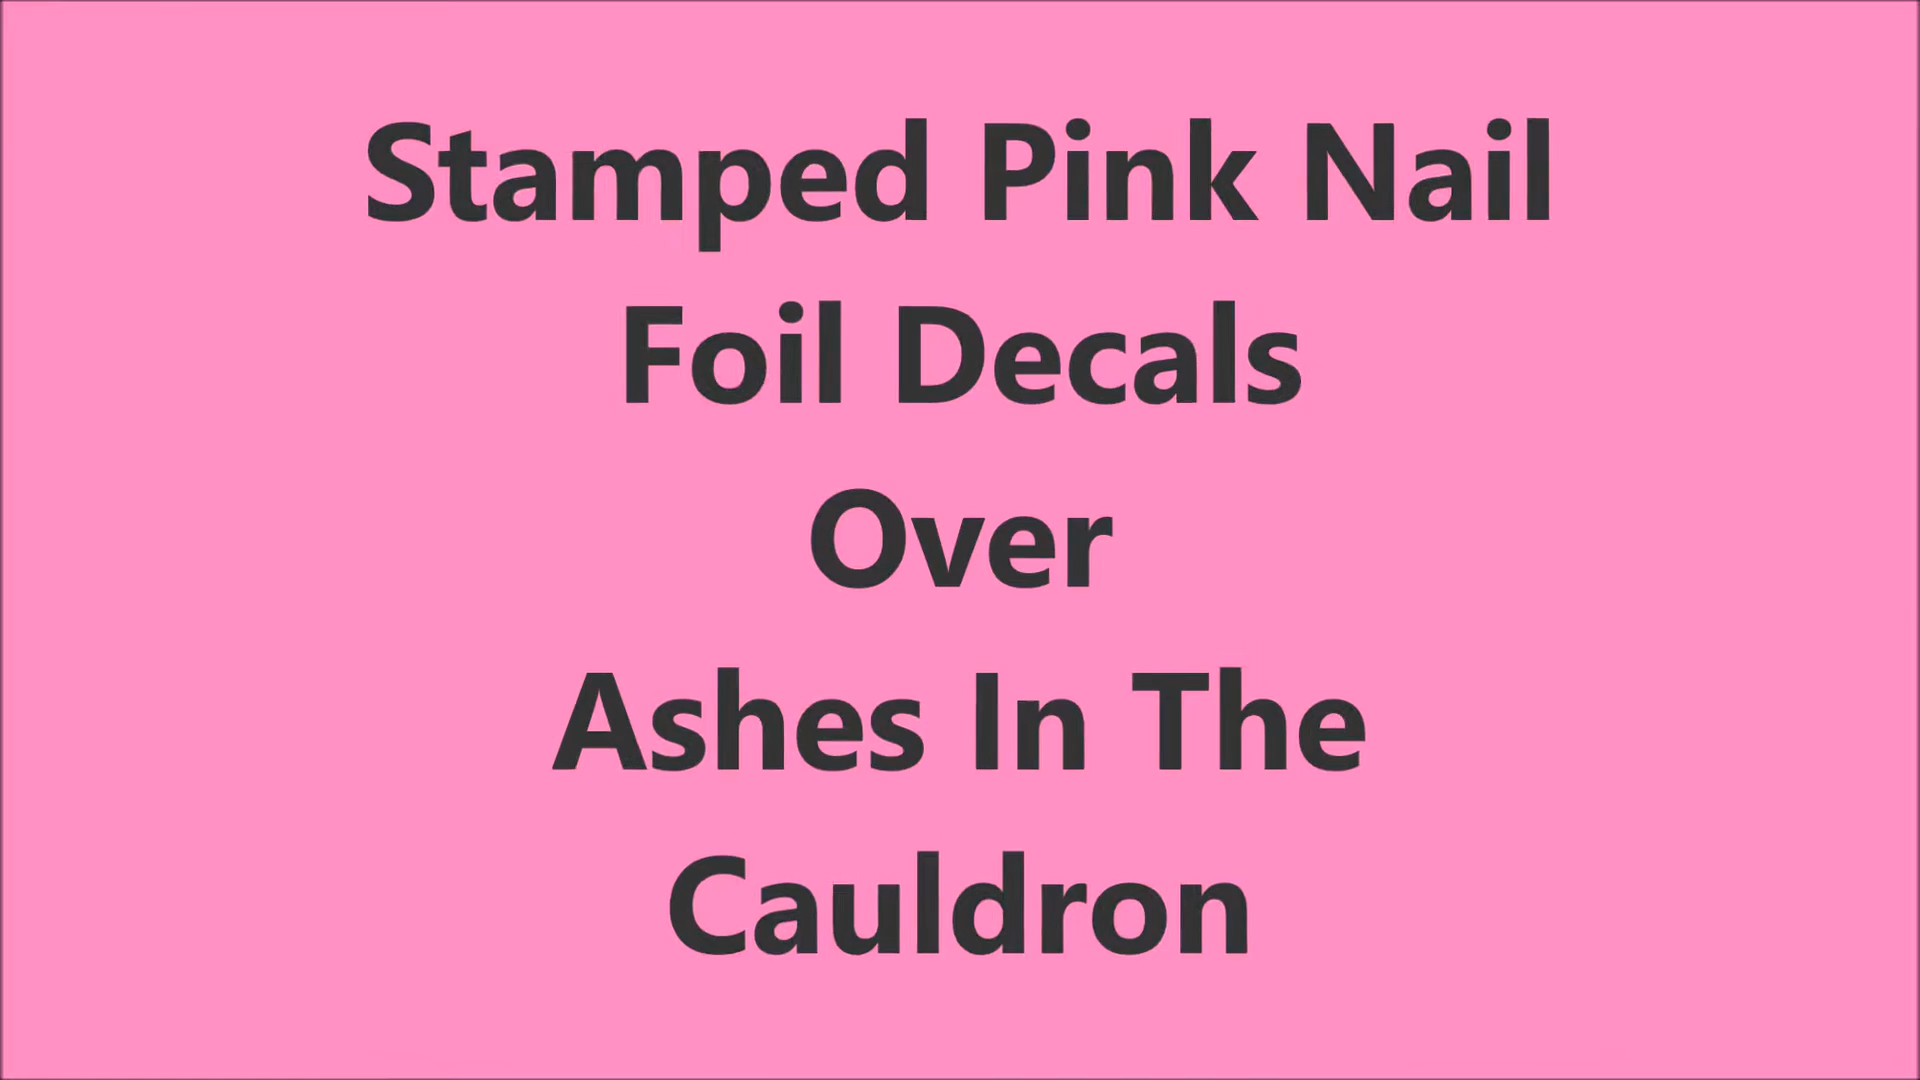 Stamped Pink Nail
Foil Decals
Over
Ashes In The
Cauldron